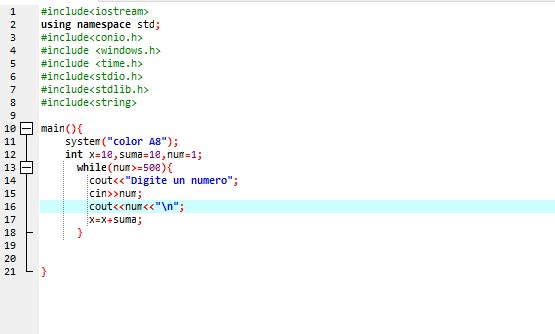 1 #include<iostream>
2 using namespace std;
3 #include<conio.h>
4 #include <windows.h>
5 #include <time.h>
6 #include<stdio.h>
7 #include<stdlib.h>
8 #include<string>
9
10 main(){
11 system("color A8");
12 int x=10,suma=10,num=1;
13 while(num>=500){
14 cout<<"Digite un numero";
15 cin>>num;
16 cout<<num<<"\n";
17 x=x+suma;
18 }
19
20
21 }